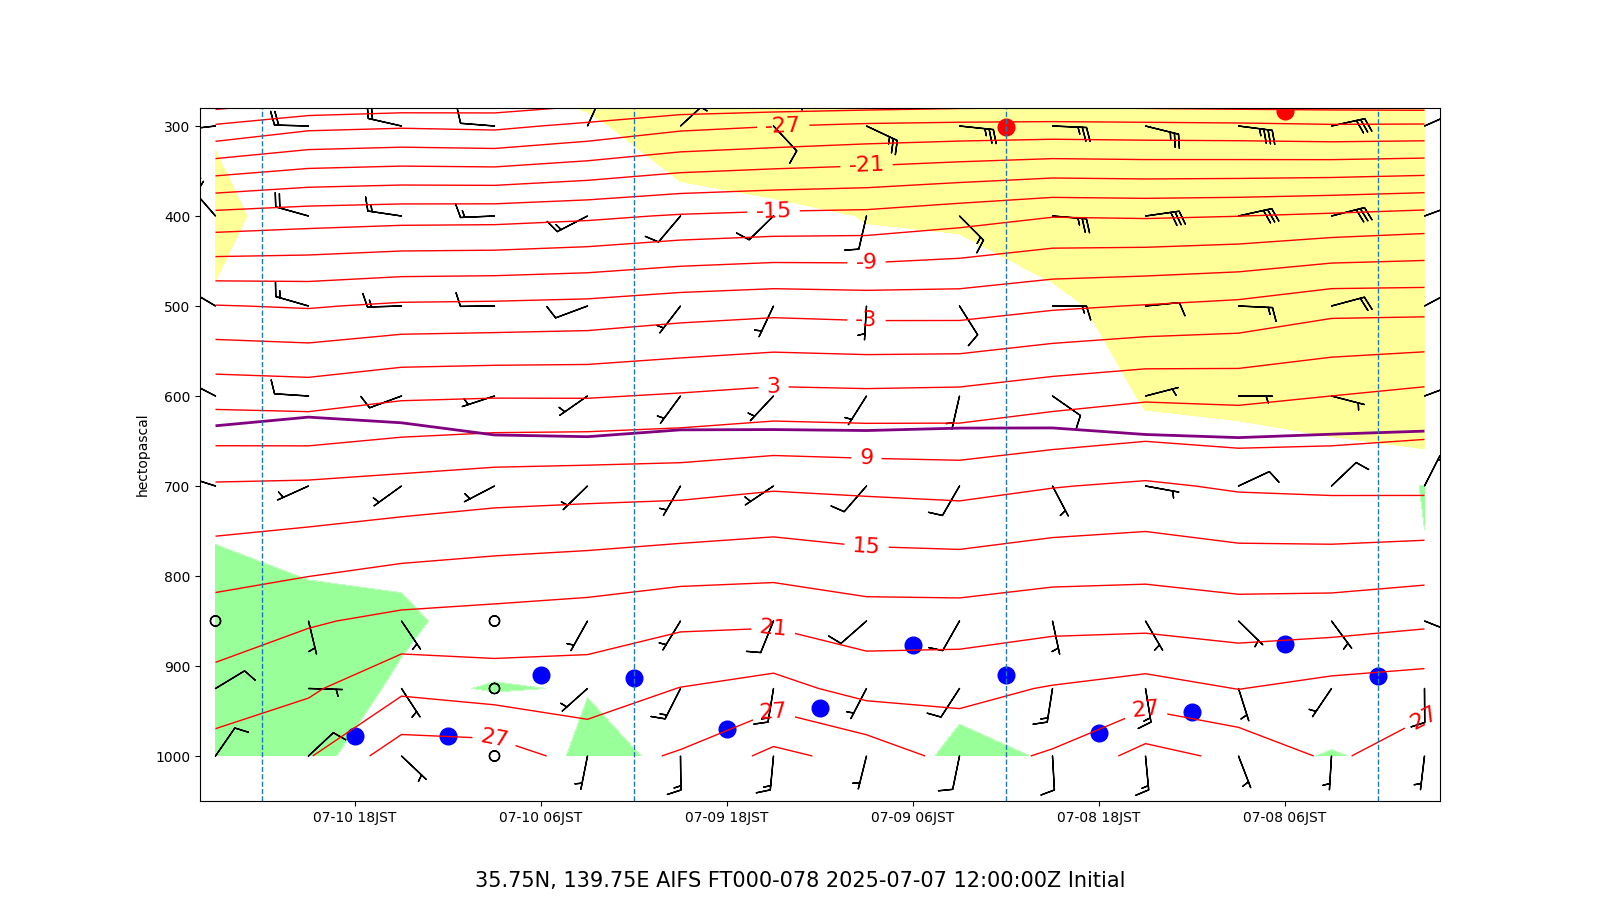 300
400
500
600
700
800
900
1000
hectopascal
-27
-21
-15
-9
-3
3
9
15
21
27
27
27
27
07-10 18JST
07-10 06JST
07-09 18JST
07-09 06JST
07-08 18JST
07-08 06JST
35.75N, 139.75E AIFS FT000-078 2025-07-07 12:00:00Z Initial